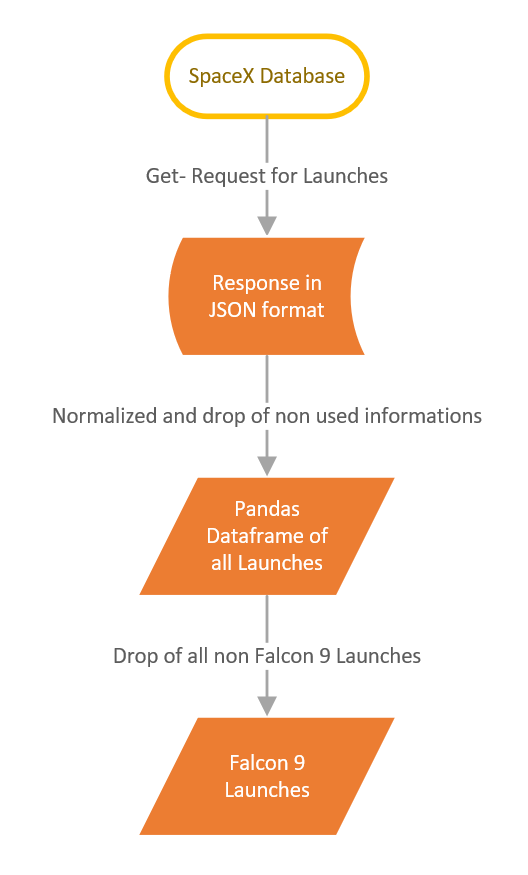 SpaceX Database
Get- Request for Launches
Response in
JSON format
Normalized and drop of non used informations
Pandas
Dataframe of
all Launches
Drop of all non Falcon 9 Launches
Falcon 9
Launches